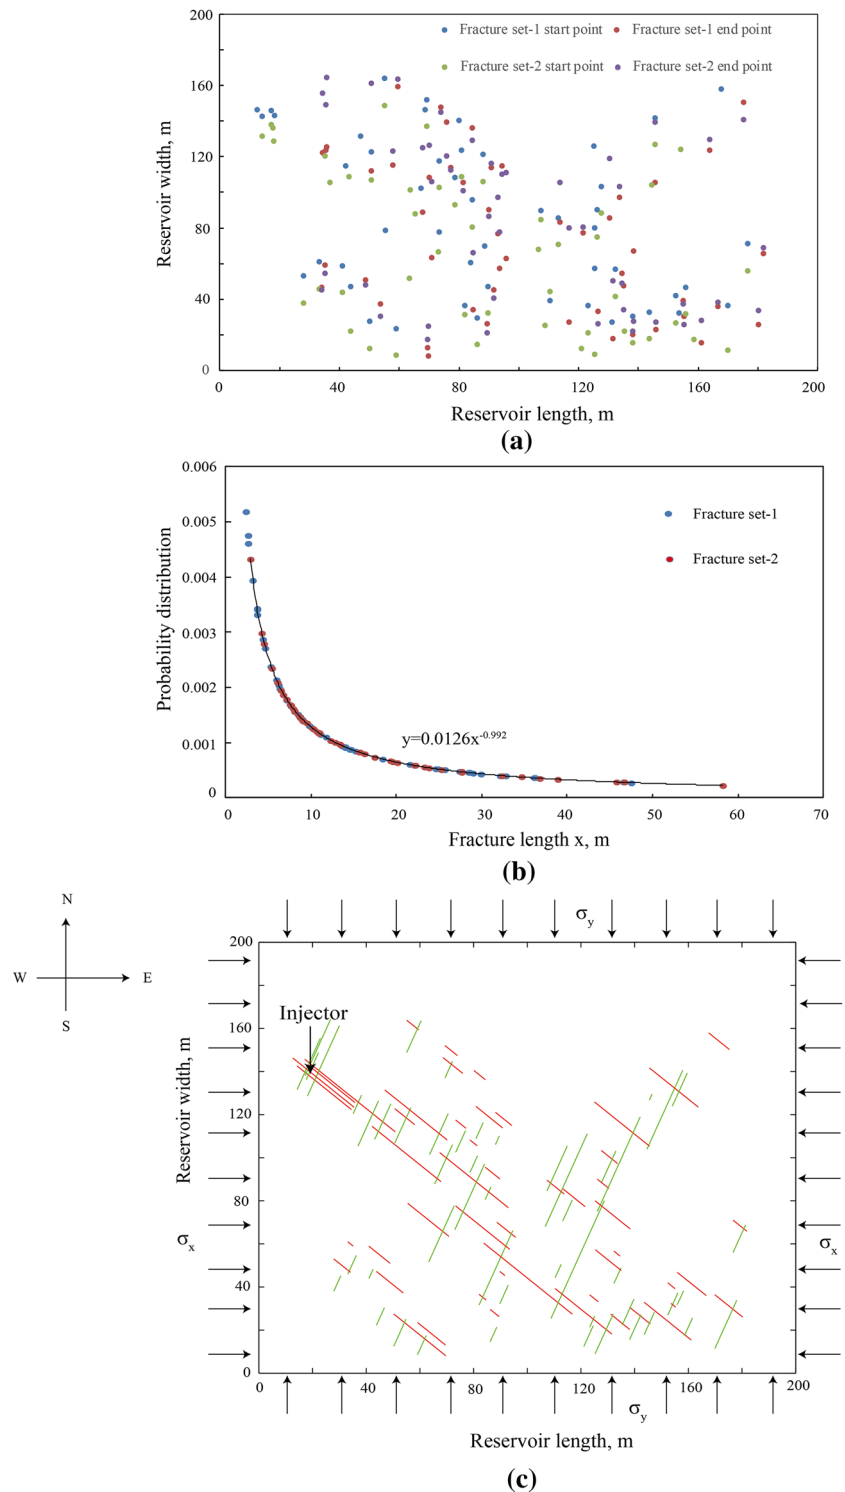 200
Fracture set-1 start point
Fracture set-1 end point
Fracture set-2 start point
Fracture set-2 end point
160
120
80
40
0
Reservoir width, m
0 40 80 120 160 200
Reservoir length, m
(a)
0.006
0.005
0.004
0.003
0.002
0.001
0
Probability distribution
Fracture set-1
Fracture set-2
y=0.0126x-0.992
0 10 20 30 40 50 60 70
Fracture length x, m
(b)
N
W E
S
σy
200
160
120
80
40
0
Reservoir width, m
Injector
σx
σx
0 40 80 120 160 200
σy
Reservoir length, m
(c)